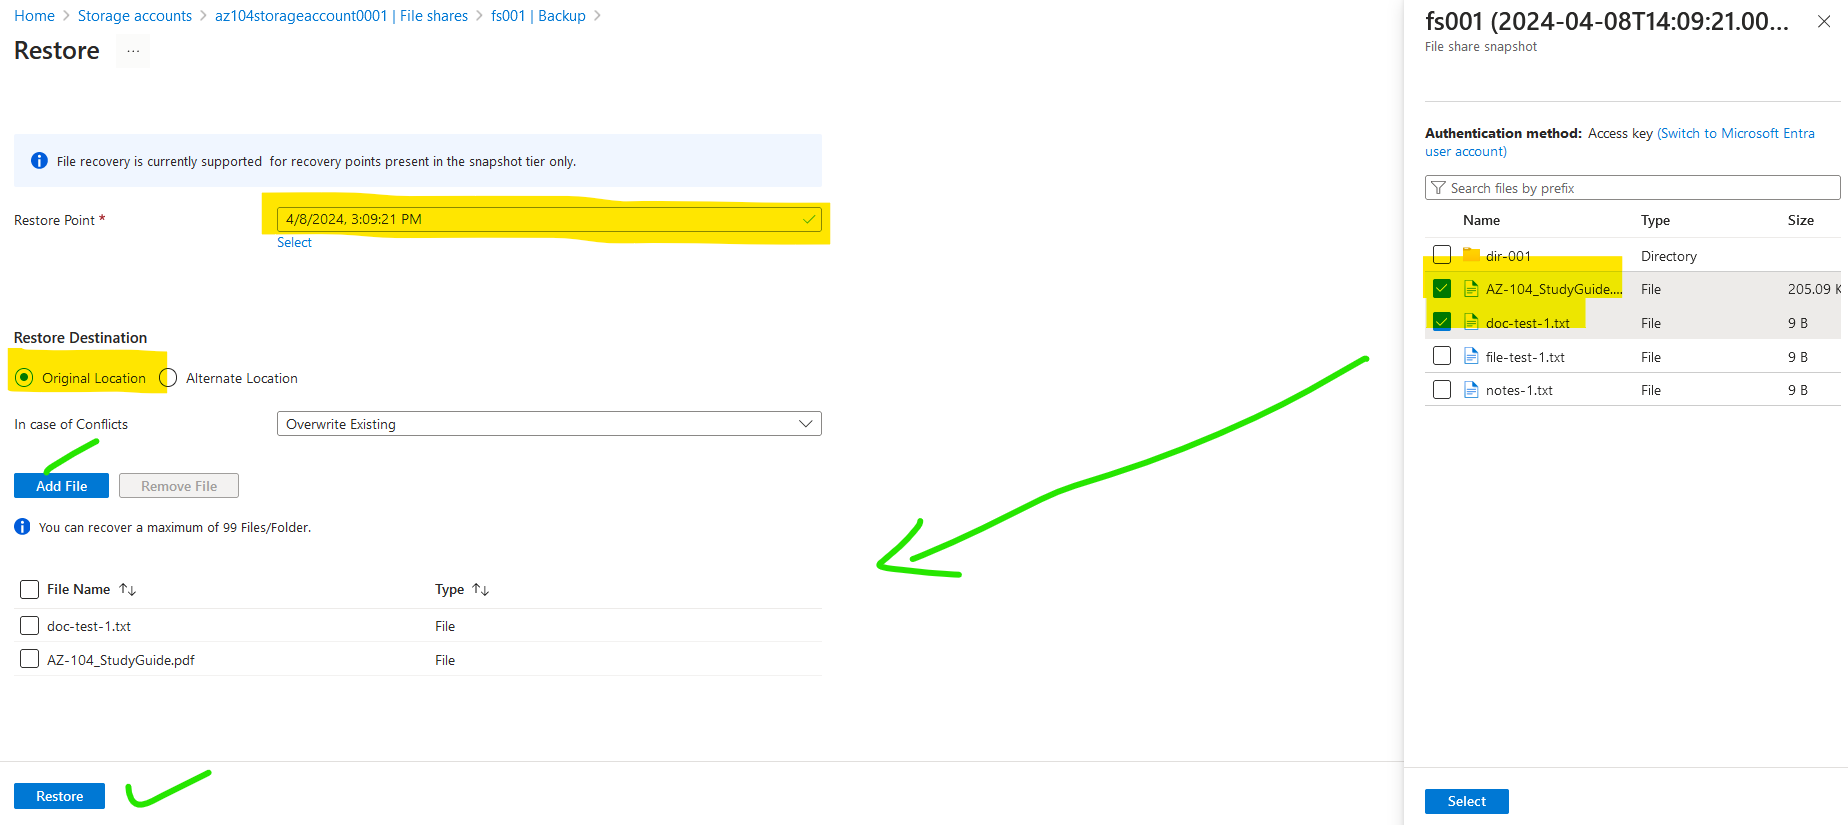 Home > Storage accounts > az104storageaccount0001 | File shares > fs001 | Backup >
Restore ...
File recovery is currently supported for recovery points present in the snapshot tier only.
Restore Point *
4/8/2024, 3:09:21 PM
Select
Restore Destination
Original Location
Alternate Location
In case of Conflicts
Overwrite Existing
Add File
Remove File
You can recover a maximum of 99 Files/Folder.
File Name Type
doc-test-1.txt File
AZ-104_StudyGuide.pdf File
Restore
fs001 (2024-04-08T14:09:21.00...
File share snapshot
Authentication method: Access key (Switch to Microsoft Entra
user account)
Search files by prefix
Name Type Size
dir-001 Directory
AZ-104_StudyGuide.... File 205.09 K
doc-test-1.txt File 9 B
file-test-1.txt File 9 B
notes-1.txt File 9 B
Select